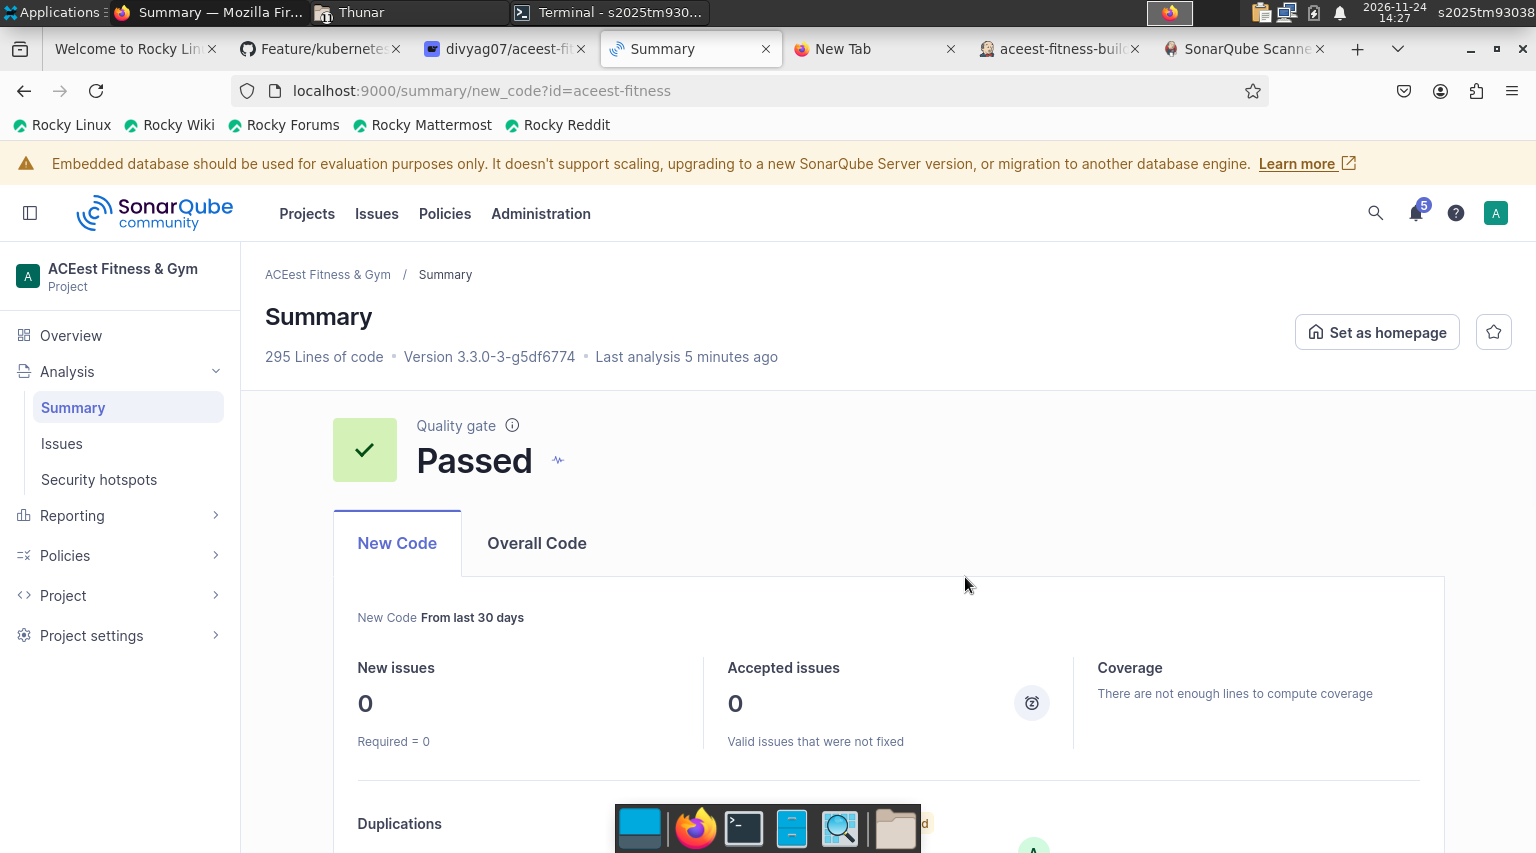 Applications
Summary — Mozilla Fir...
Thunar
Terminal - s2025tm930...
2026-11-24
14:27
s2025tm93038
Welcome to Rocky Lin
Feature/kubernetes
divyag07/aceest-fit
Summary
New Tab
aceest-fitness-build
SonarQube Scanne
localhost:9000/summary/new_code?id=aceest-fitness
Rocky Linux
Rocky Wiki
Rocky Forums
Rocky Mattermost
Rocky Reddit
Embedded database should be used for evaluation purposes only. It doesn't support scaling, upgrading to a new SonarQube Server version, or migration to another database engine. Learn more
SonarQube
community
Projects
Issues
Policies
Administration
5
?
A
A
ACEest Fitness & Gym
Project
Overview
Analysis
Summary
Issues
Security hotspots
Reporting
Policies
Project
Project settings
ACEest Fitness & Gym / Summary
Summary
295 Lines of code • Version 3.3.0-3-g5df6774 • Last analysis 5 minutes ago
Set as homepage
Quality gate
Passed
New Code
Overall Code
New Code From last 30 days
New issues
0
Required = 0
Accepted issues
0
Valid issues that were not fixed
Coverage
There are not enough lines to compute coverage
Duplications
d
A